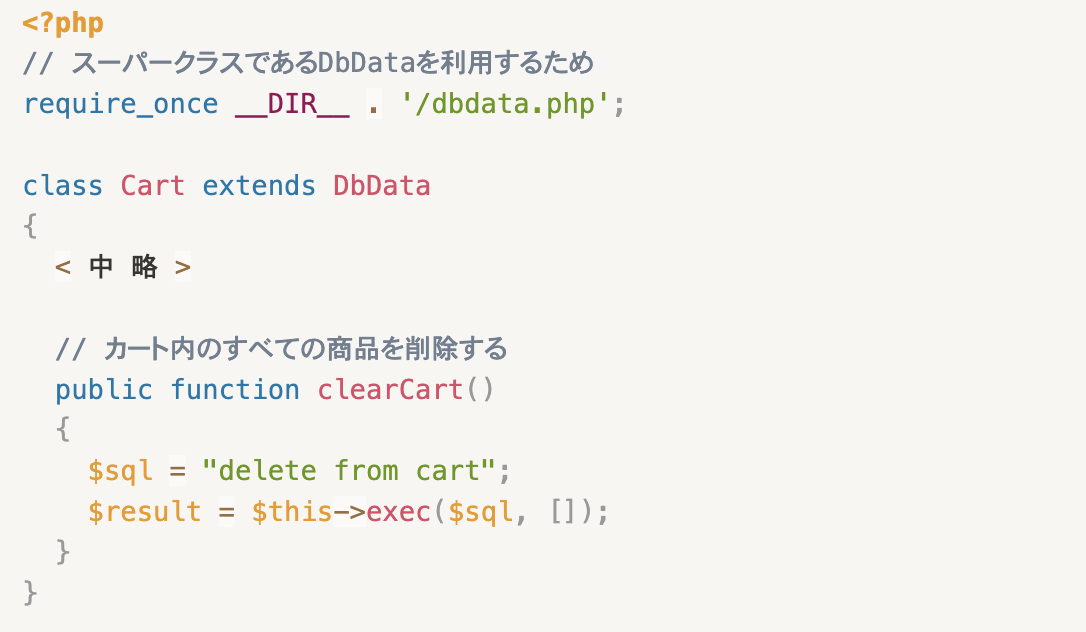 <?php
// スーパークラスであるDbDataを利用するため
require_once __DIR__ . '/dbdata.php';
class Cart extends DbData
{
< 中 略 >
// カート内のすべての商品を削除する
public function clearCart()
{
$sql = "delete from cart";
$result = $this->exec($sql, []);
}
}